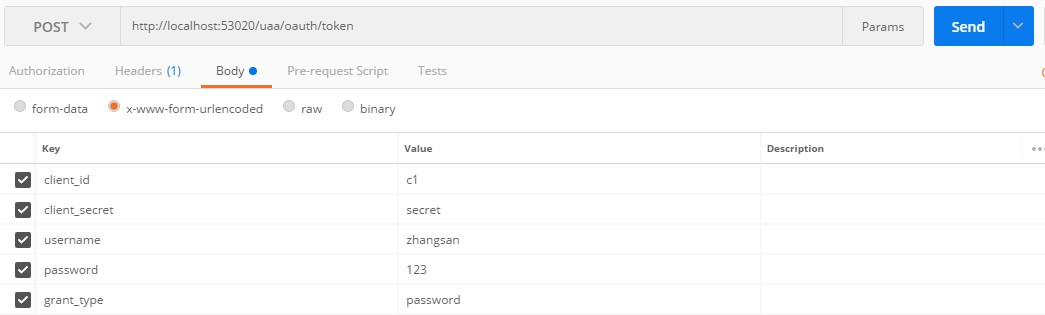 POST http://localhost:53020/uaa/oauth/token Params Send
Authorization Headers (1) Body Pre-request Script Tests
form-data x-www-form-urlencoded raw binary
Key Value Description
client_id c1
client_secret secret
username zhangsan
password 123
grant_type password